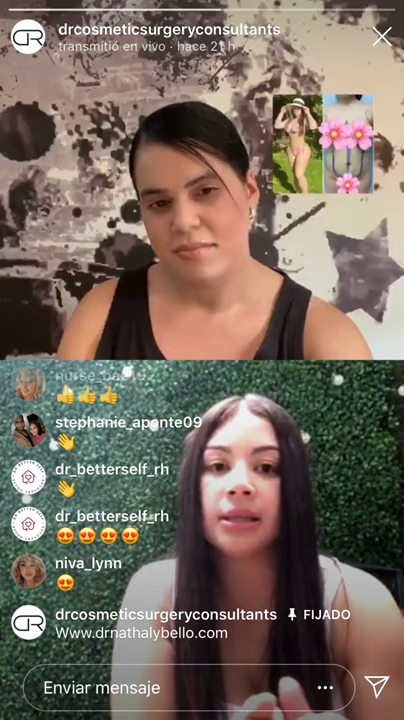 drcosmeticsurgeryconsultants
transmitió en vivo · hace 21 h
stephanie_aponte09
dr_betterself_rh
dr_betterself_rh
niva_lynn
drcosmeticsurgeryconsultants FIJADO
Www.drnathalybello.com
Enviar mensaje